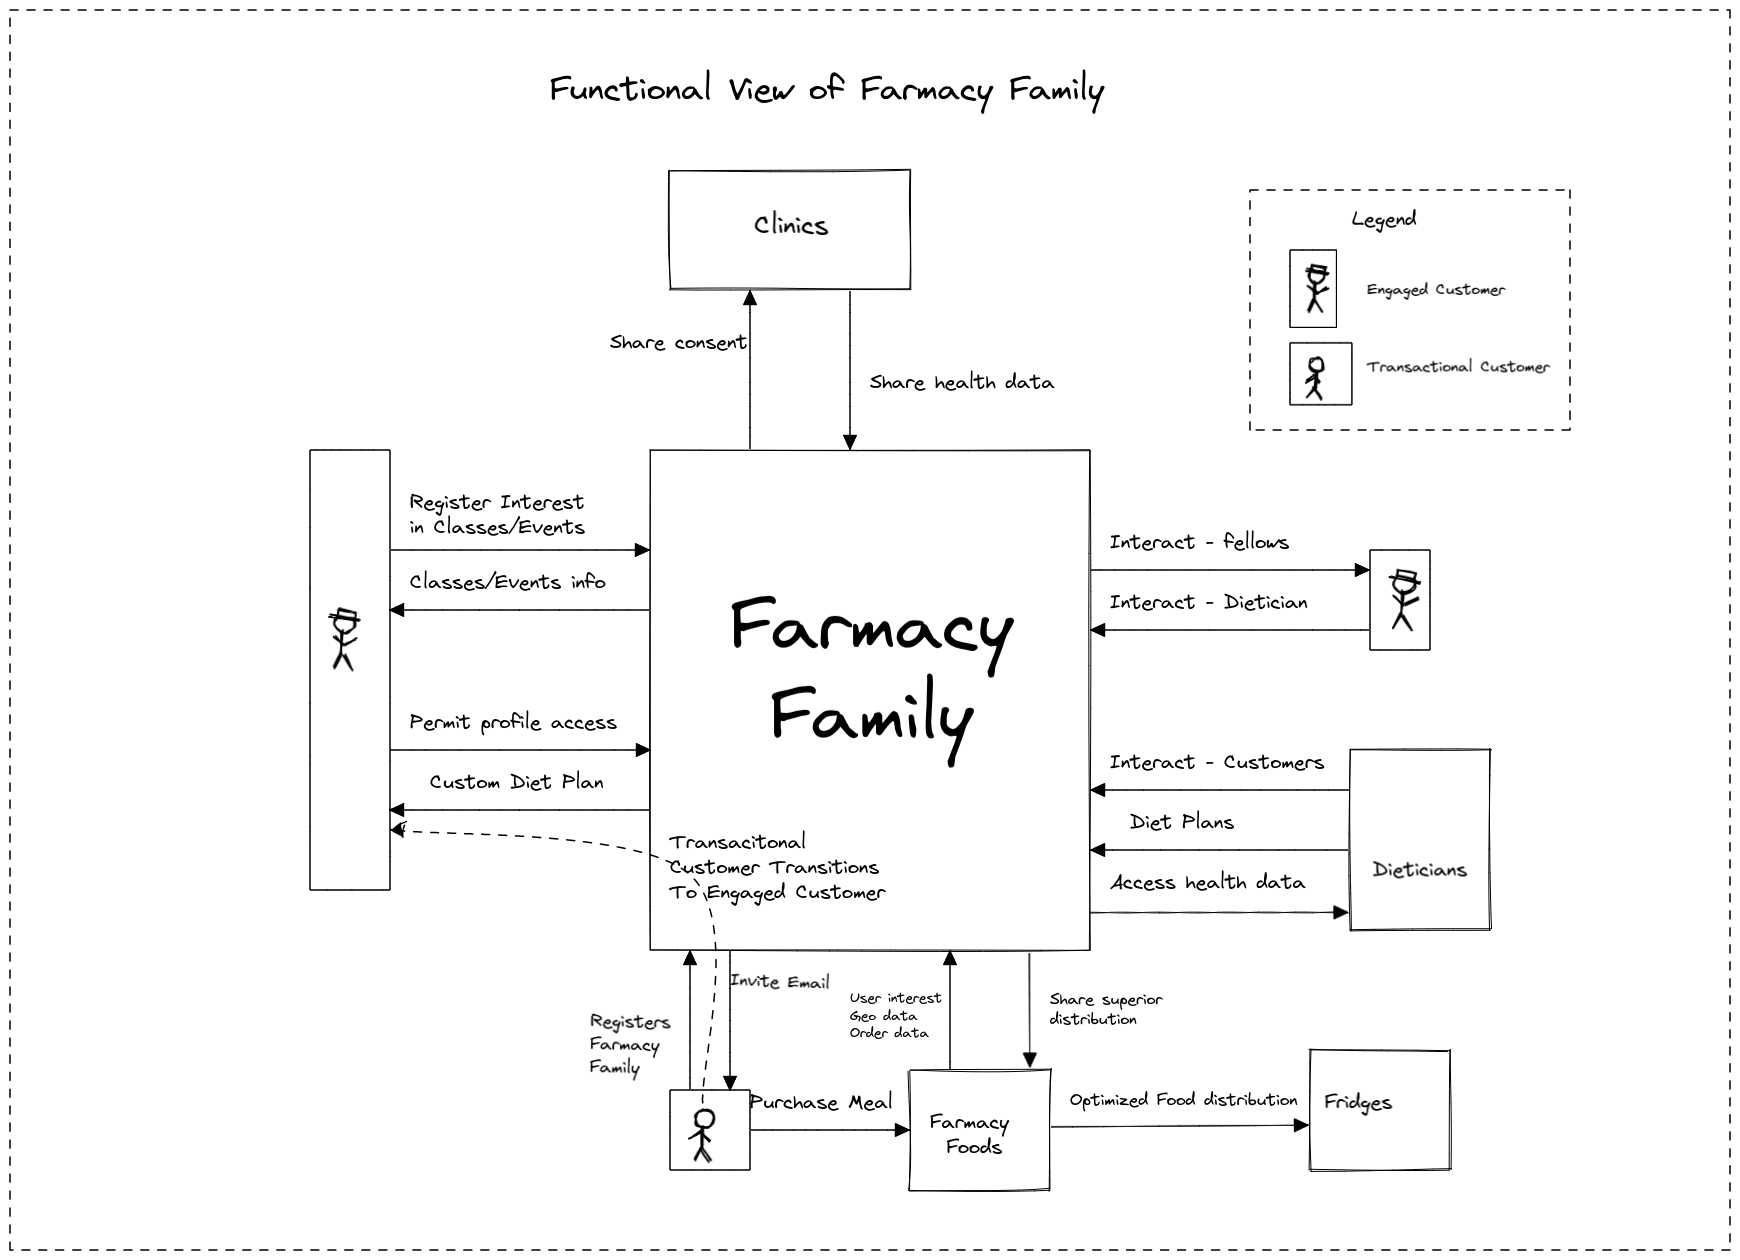 Functional View of Farmacy Family
Clinics
Legend
Engaged Customer
Transactional Customer
Share consent
Share health data
Register Interest
in Classes/Events
Classes/Events info
Permit profile access
Custom Diet Plan
Farmacy
Family
Interact - fellows
Interact - Dietician
Interact - Customers
Diet Plans
Access health data
Dieticians
Transacitonal
Customer Transitions
To Engaged Customer
Invite Email
Registers
Farmacy
Family
User interest
Geo data
Order data
Share superior
distribution
Purchase Meal
Farmacy
Foods
Optimized Food distribution
Fridges